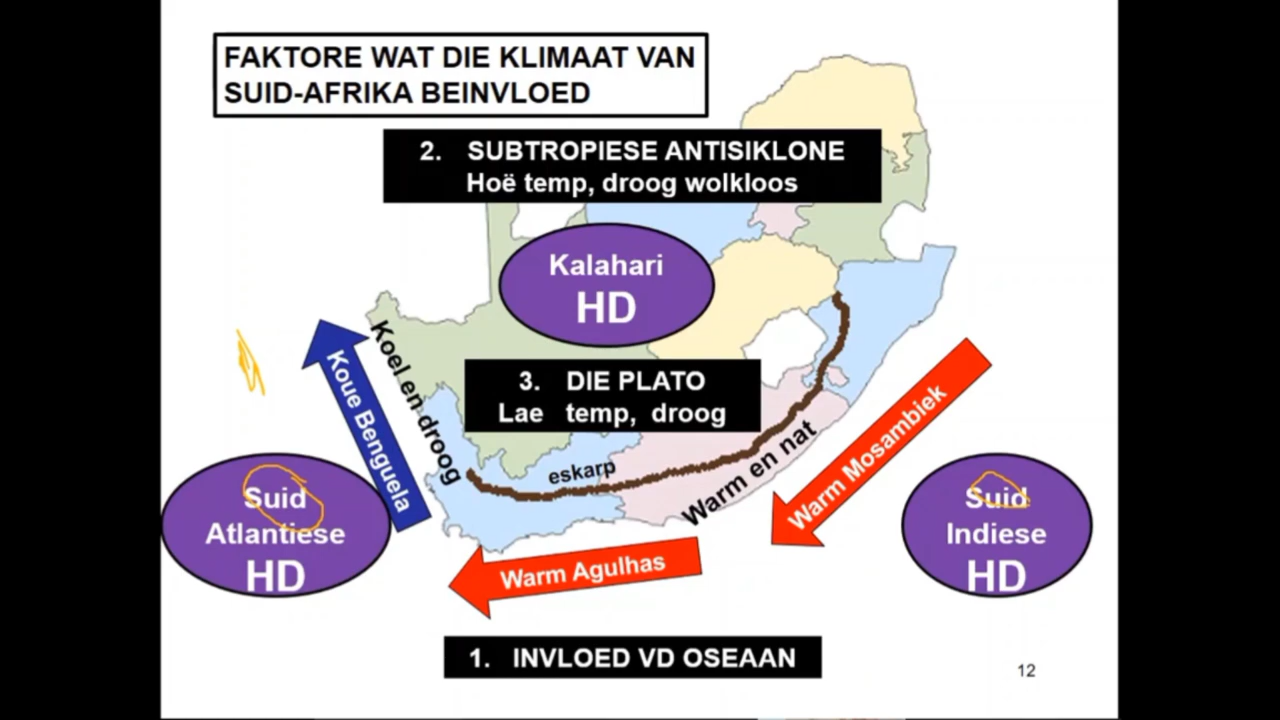 FAKTORE WAT DIE KLIMAAT VAN
SUID-AFRIKA BEINVLOED
2. SUBTROPIESE ANTISIKLONE
Hoë temp, droog wolkloos
Kalahari
HD
Koue Benguela
Koel en droog
3. DIE PLATO
Lae temp, droog
eskarp
Warm en nat
Warm Mosambiek
Suid
Atlantiese
HD
Suid
Indiese
HD
Warm Agulhas
1. INVLOED VD OSEAAN
12